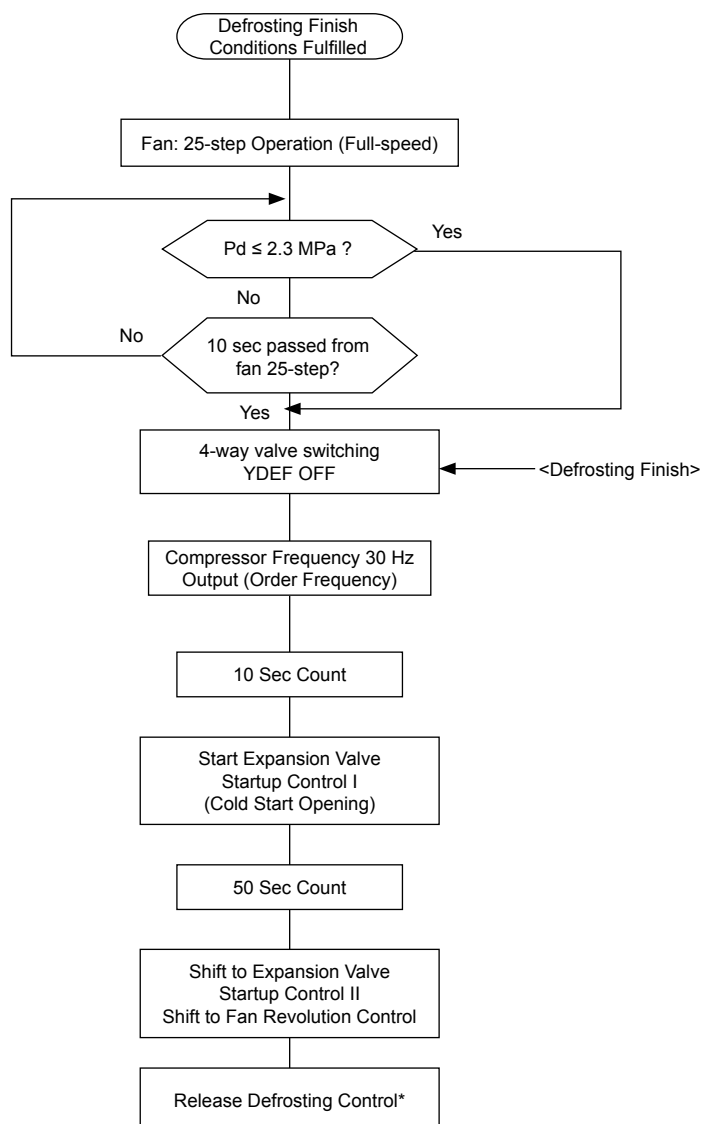 Defrosting Finish
Conditions Fulfilled
Fan: 25-step Operation (Full-speed)
Pd ≤ 2.3 MPa ?
Yes
No
No
10 sec passed from
fan 25-step?
Yes
4-way valve switching
YDEF OFF
<Defrosting Finish>
Compressor Frequency 30 Hz
Output (Order Frequency)
10 Sec Count
Start Expansion Valve
Startup Control I
(Cold Start Opening)
50 Sec Count
Shift to Expansion Valve
Startup Control II
Shift to Fan Revolution Control
Release Defrosting Control*